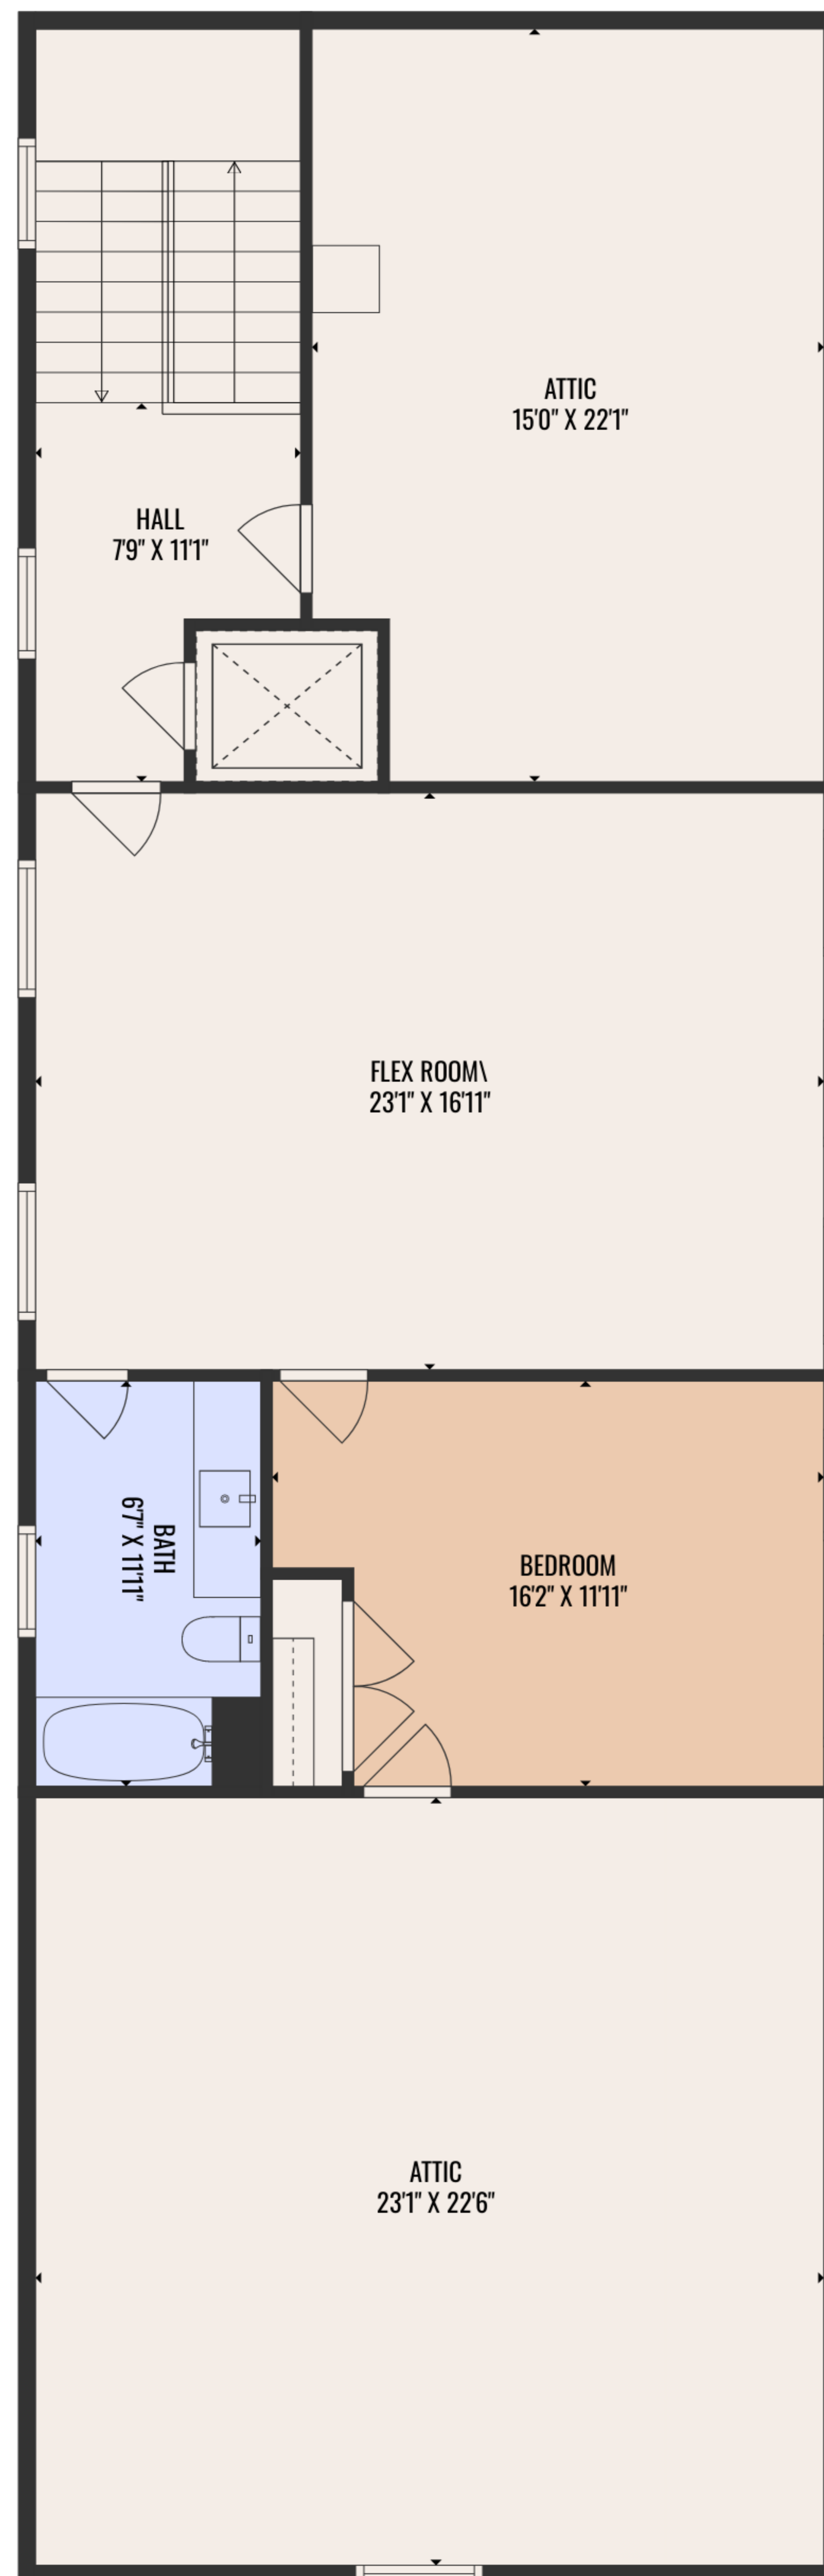 ATTIC
15'0" X 22'1"
HALL
7'9" X 11'1"
FLEX ROOM\
23'1" X 16'11"
BATH
6'7" X 11'11"
BEDROOM
16'2" X 11'11"
ATTIC
23'1" X 22'6"